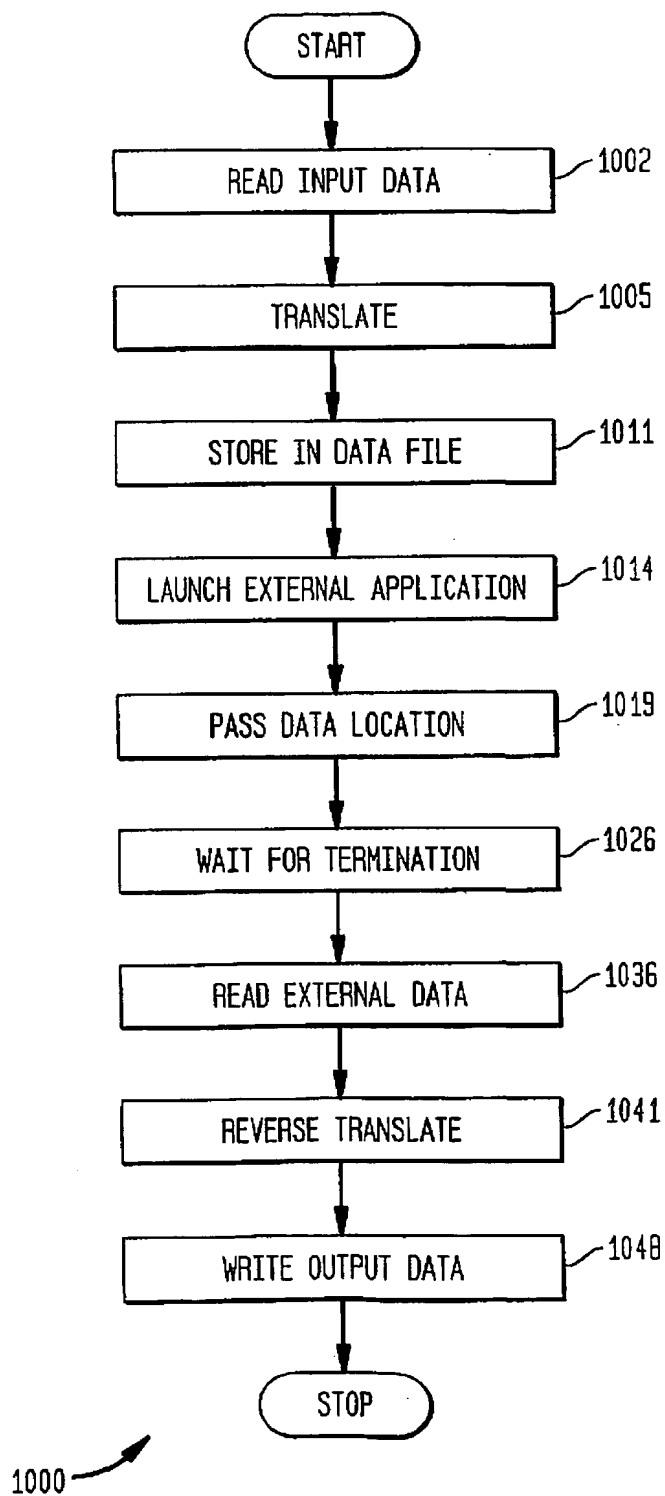 START
READ INPUT DATA
1002
TRANSLATE
1005
STORE IN DATA FILE
1011
LAUNCH EXTERNAL APPLICATION
1014
PASS DATA LOCATION
1019
WAIT FOR TERMINATION
1026
READ EXTERNAL DATA
1036
REVERSE TRANSLATE
1041
WRITE OUTPUT DATA
1048
STOP
1000